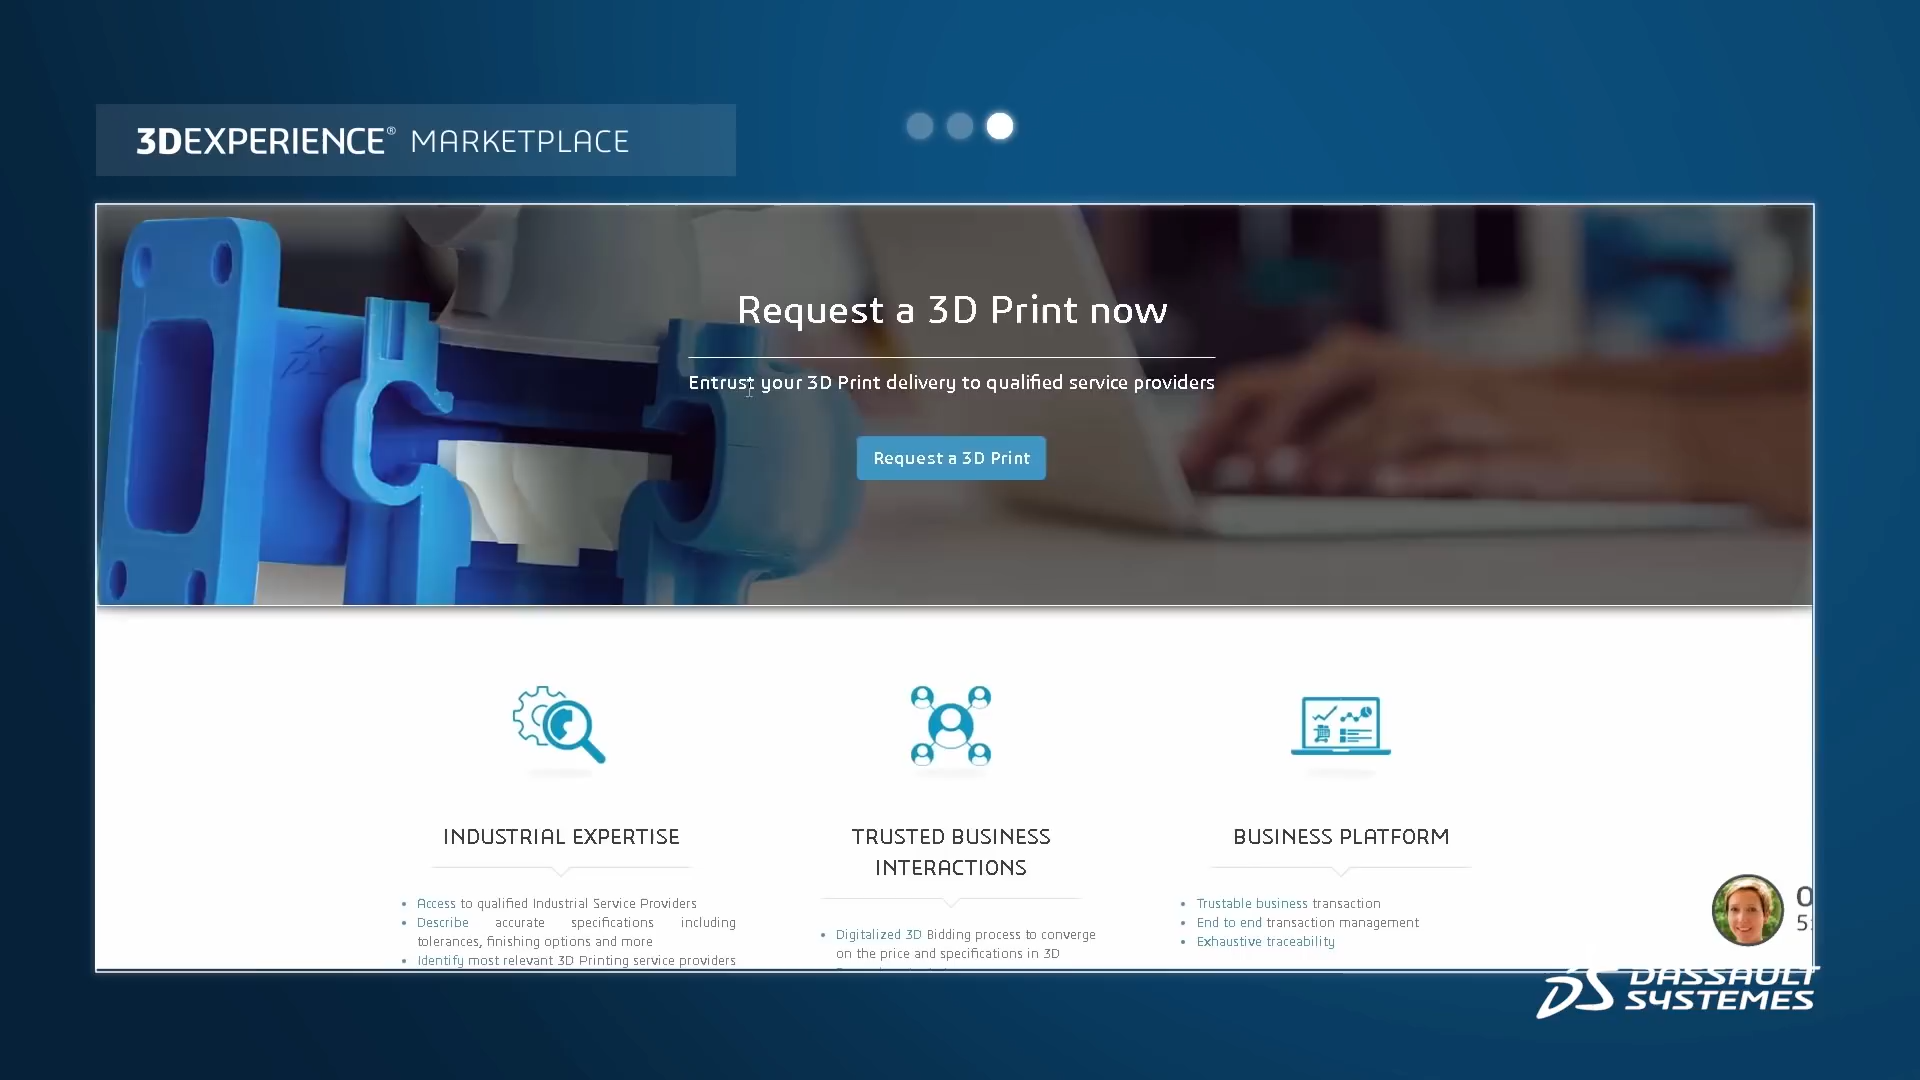 3DEXPERIENCE® MARKETPLACE
Request a 3D Print now
Entrust your 3D Print delivery to qualified service providers
Request a 3D Print
INDUSTRIAL EXPERTISE
Access to qualified Industrial Service Providers
Describe accurate specifications including
tolerances, finishing options and more
Identify most relevant 3D Printing service providers
TRUSTED BUSINESS
INTERACTIONS
Digitalized 3D Bidding process to converge
on the price and specifications in 3D
BUSINESS PLATFORM
Trustable business transaction
End to end transaction management
Exhaustive traceability
DASSAULT
SYSTEMES